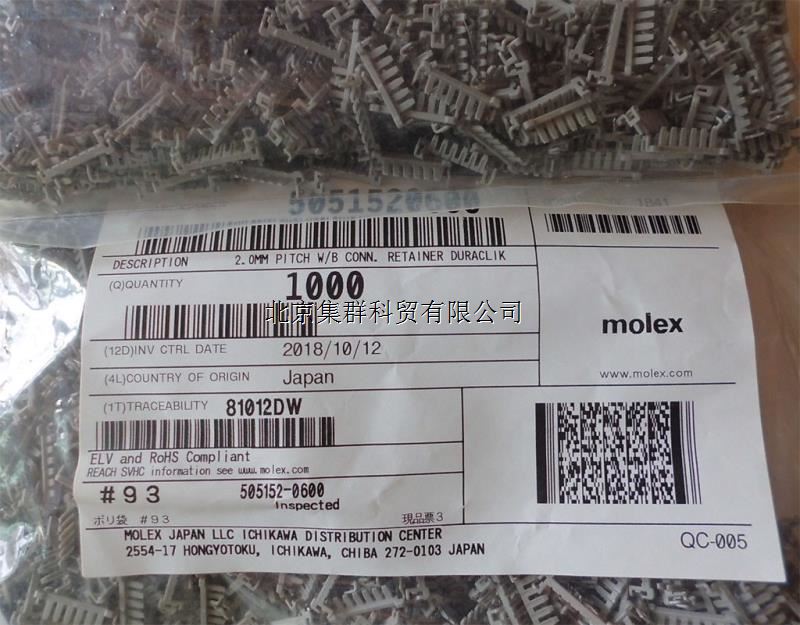 5051520600
1841
DESCRIPTION 2.0MM PITCH W/B CONN. RETAINER DURACLIK
(Q)QUANTITY 1000
北京集群科贸有限公司
molex
www.molex.com
(12D)INV CTRL DATE 2018/10/12
(4L)COUNTRY OF ORIGIN Japan
(1T)TRACEABILITY 81012DW
ELV and RoHS Compliant
REACH SVHC information see www.molex.com
#93 505152-0600
Inspected
ポリ袋 #93 現品票3
MOLEX JAPAN LLC ICHIKAWA DISTRIBUTION CENTER
2554-17 HONGYOTOKU, ICHIKAWA, CHIBA 272-0103 JAPAN
QC-005